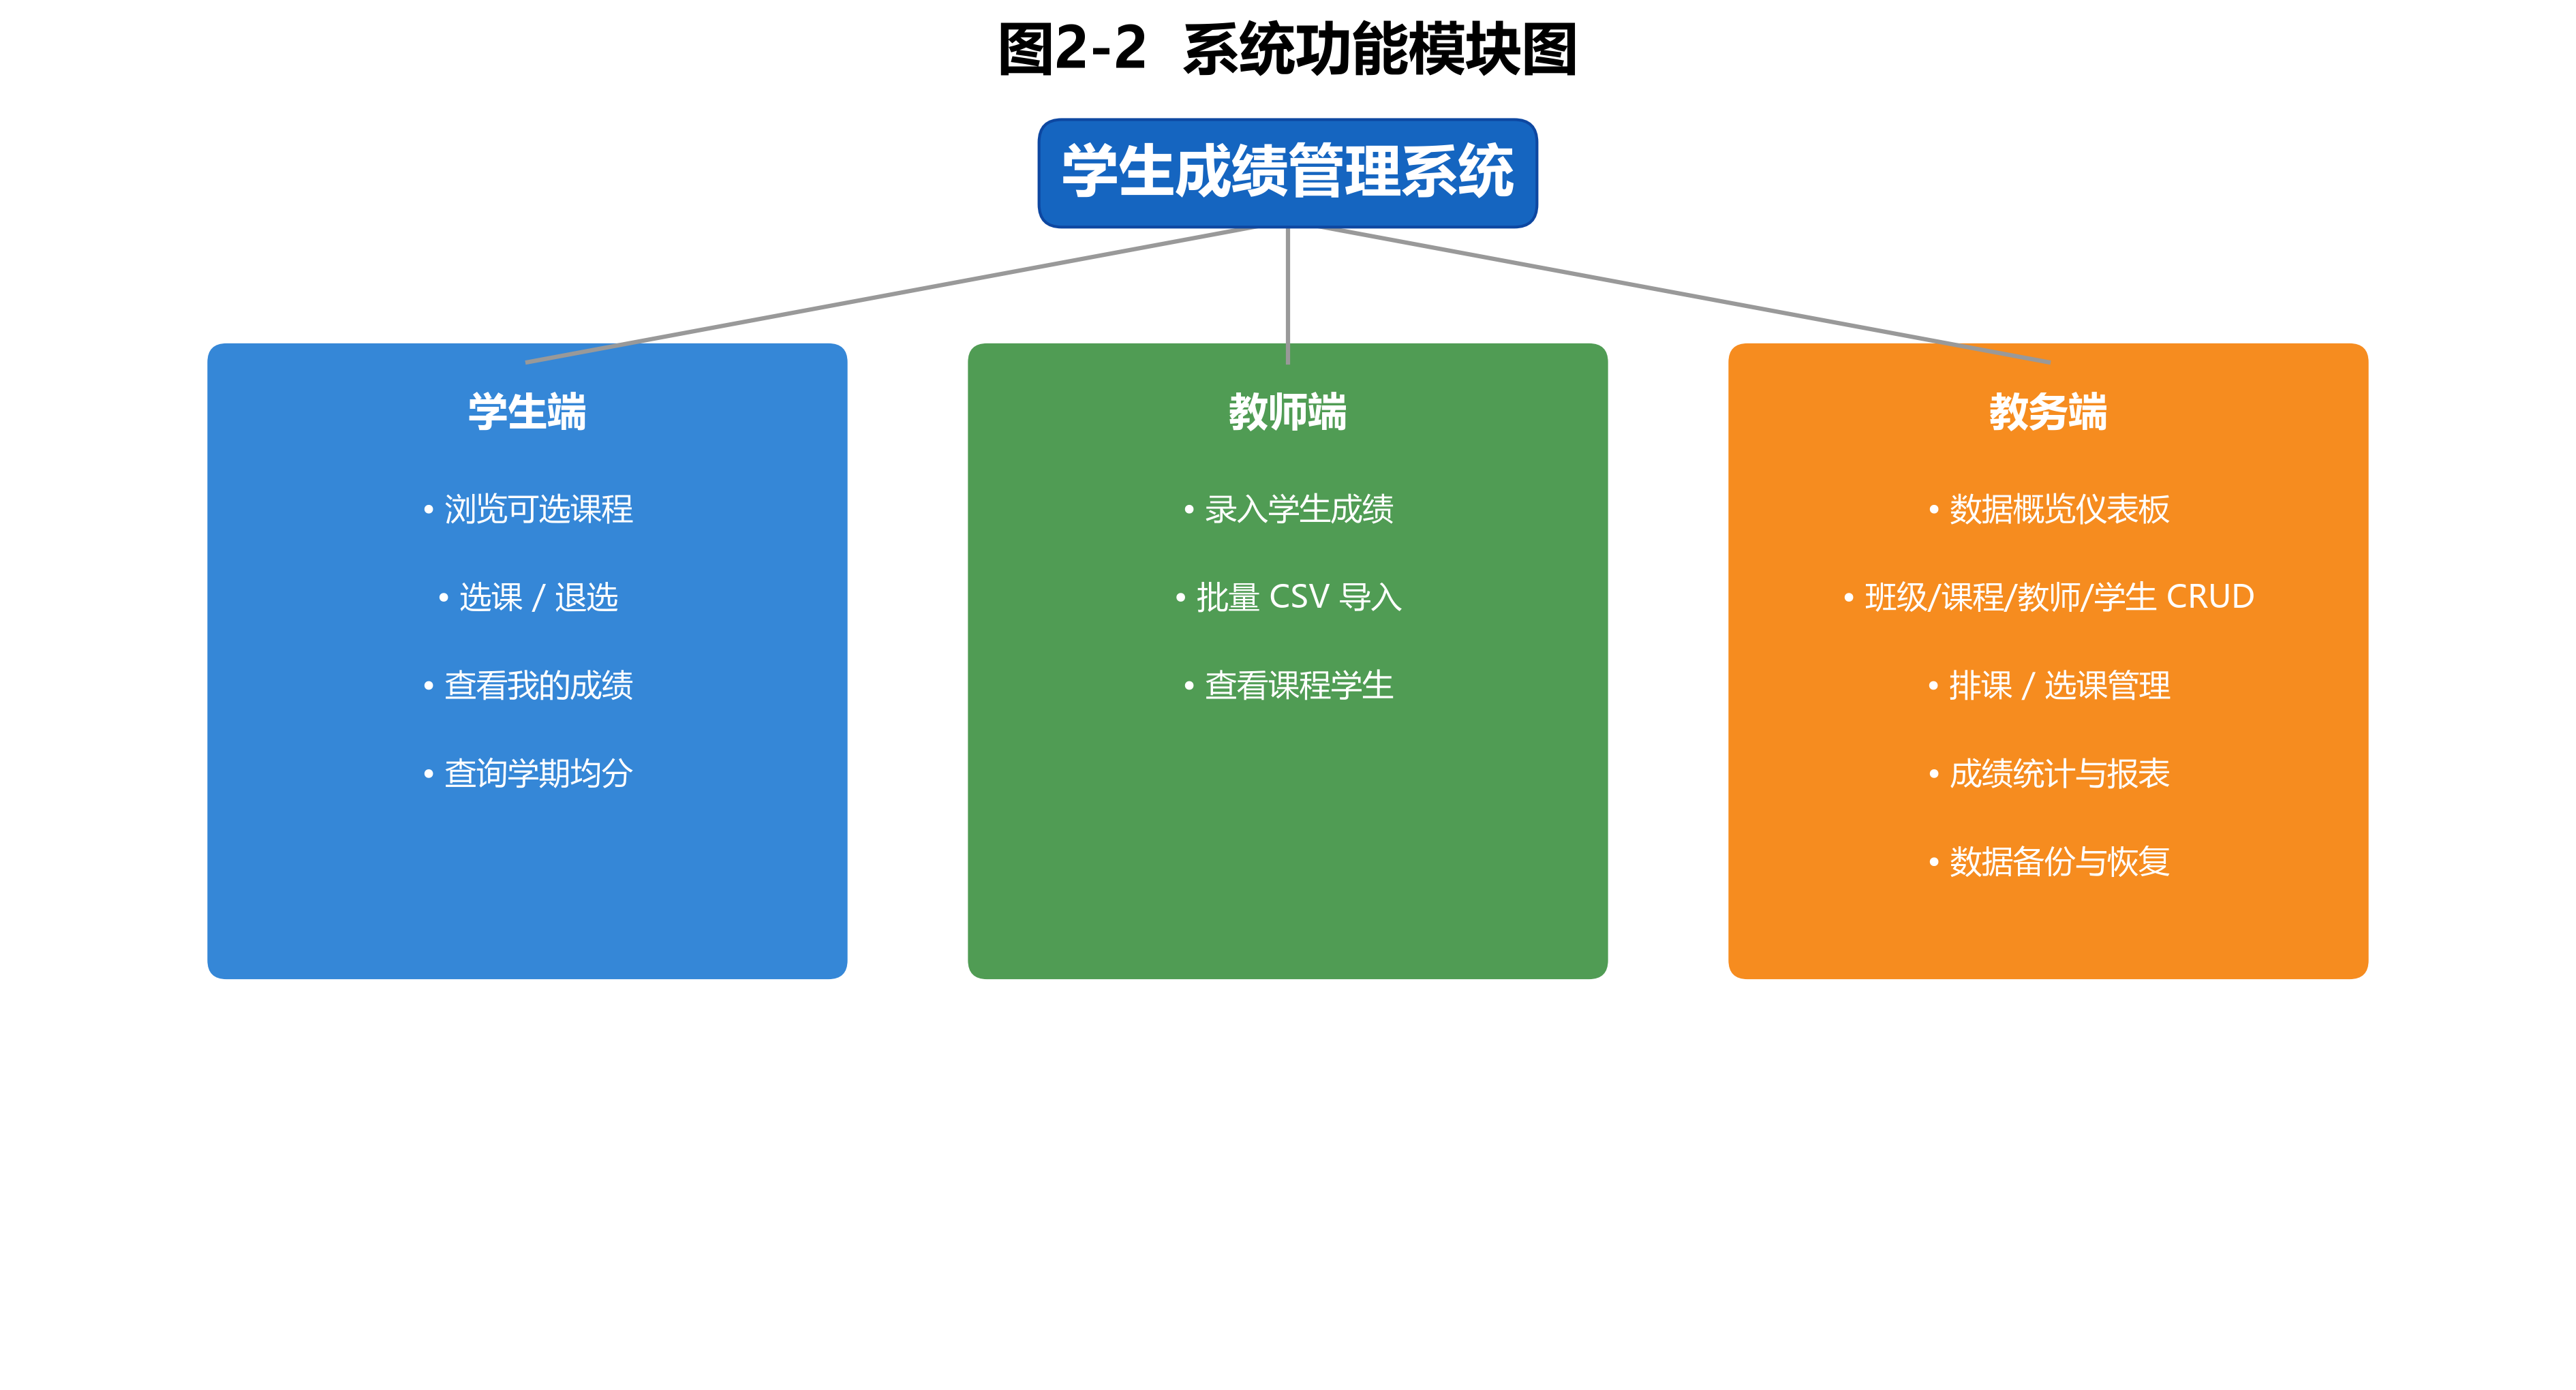 图2-2 系统功能模块图
学生成绩管理系统
学生端
• 浏览可选课程
• 选课 / 退选
• 查看我的成绩
• 查询学期均分
教师端
• 录入学生成绩
• 批量 CSV 导入
• 查看课程学生
教务端
• 数据概览仪表板
• 班级/课程/教师/学生 CRUD
• 排课 / 选课管理
• 成绩统计与报表
• 数据备份与恢复